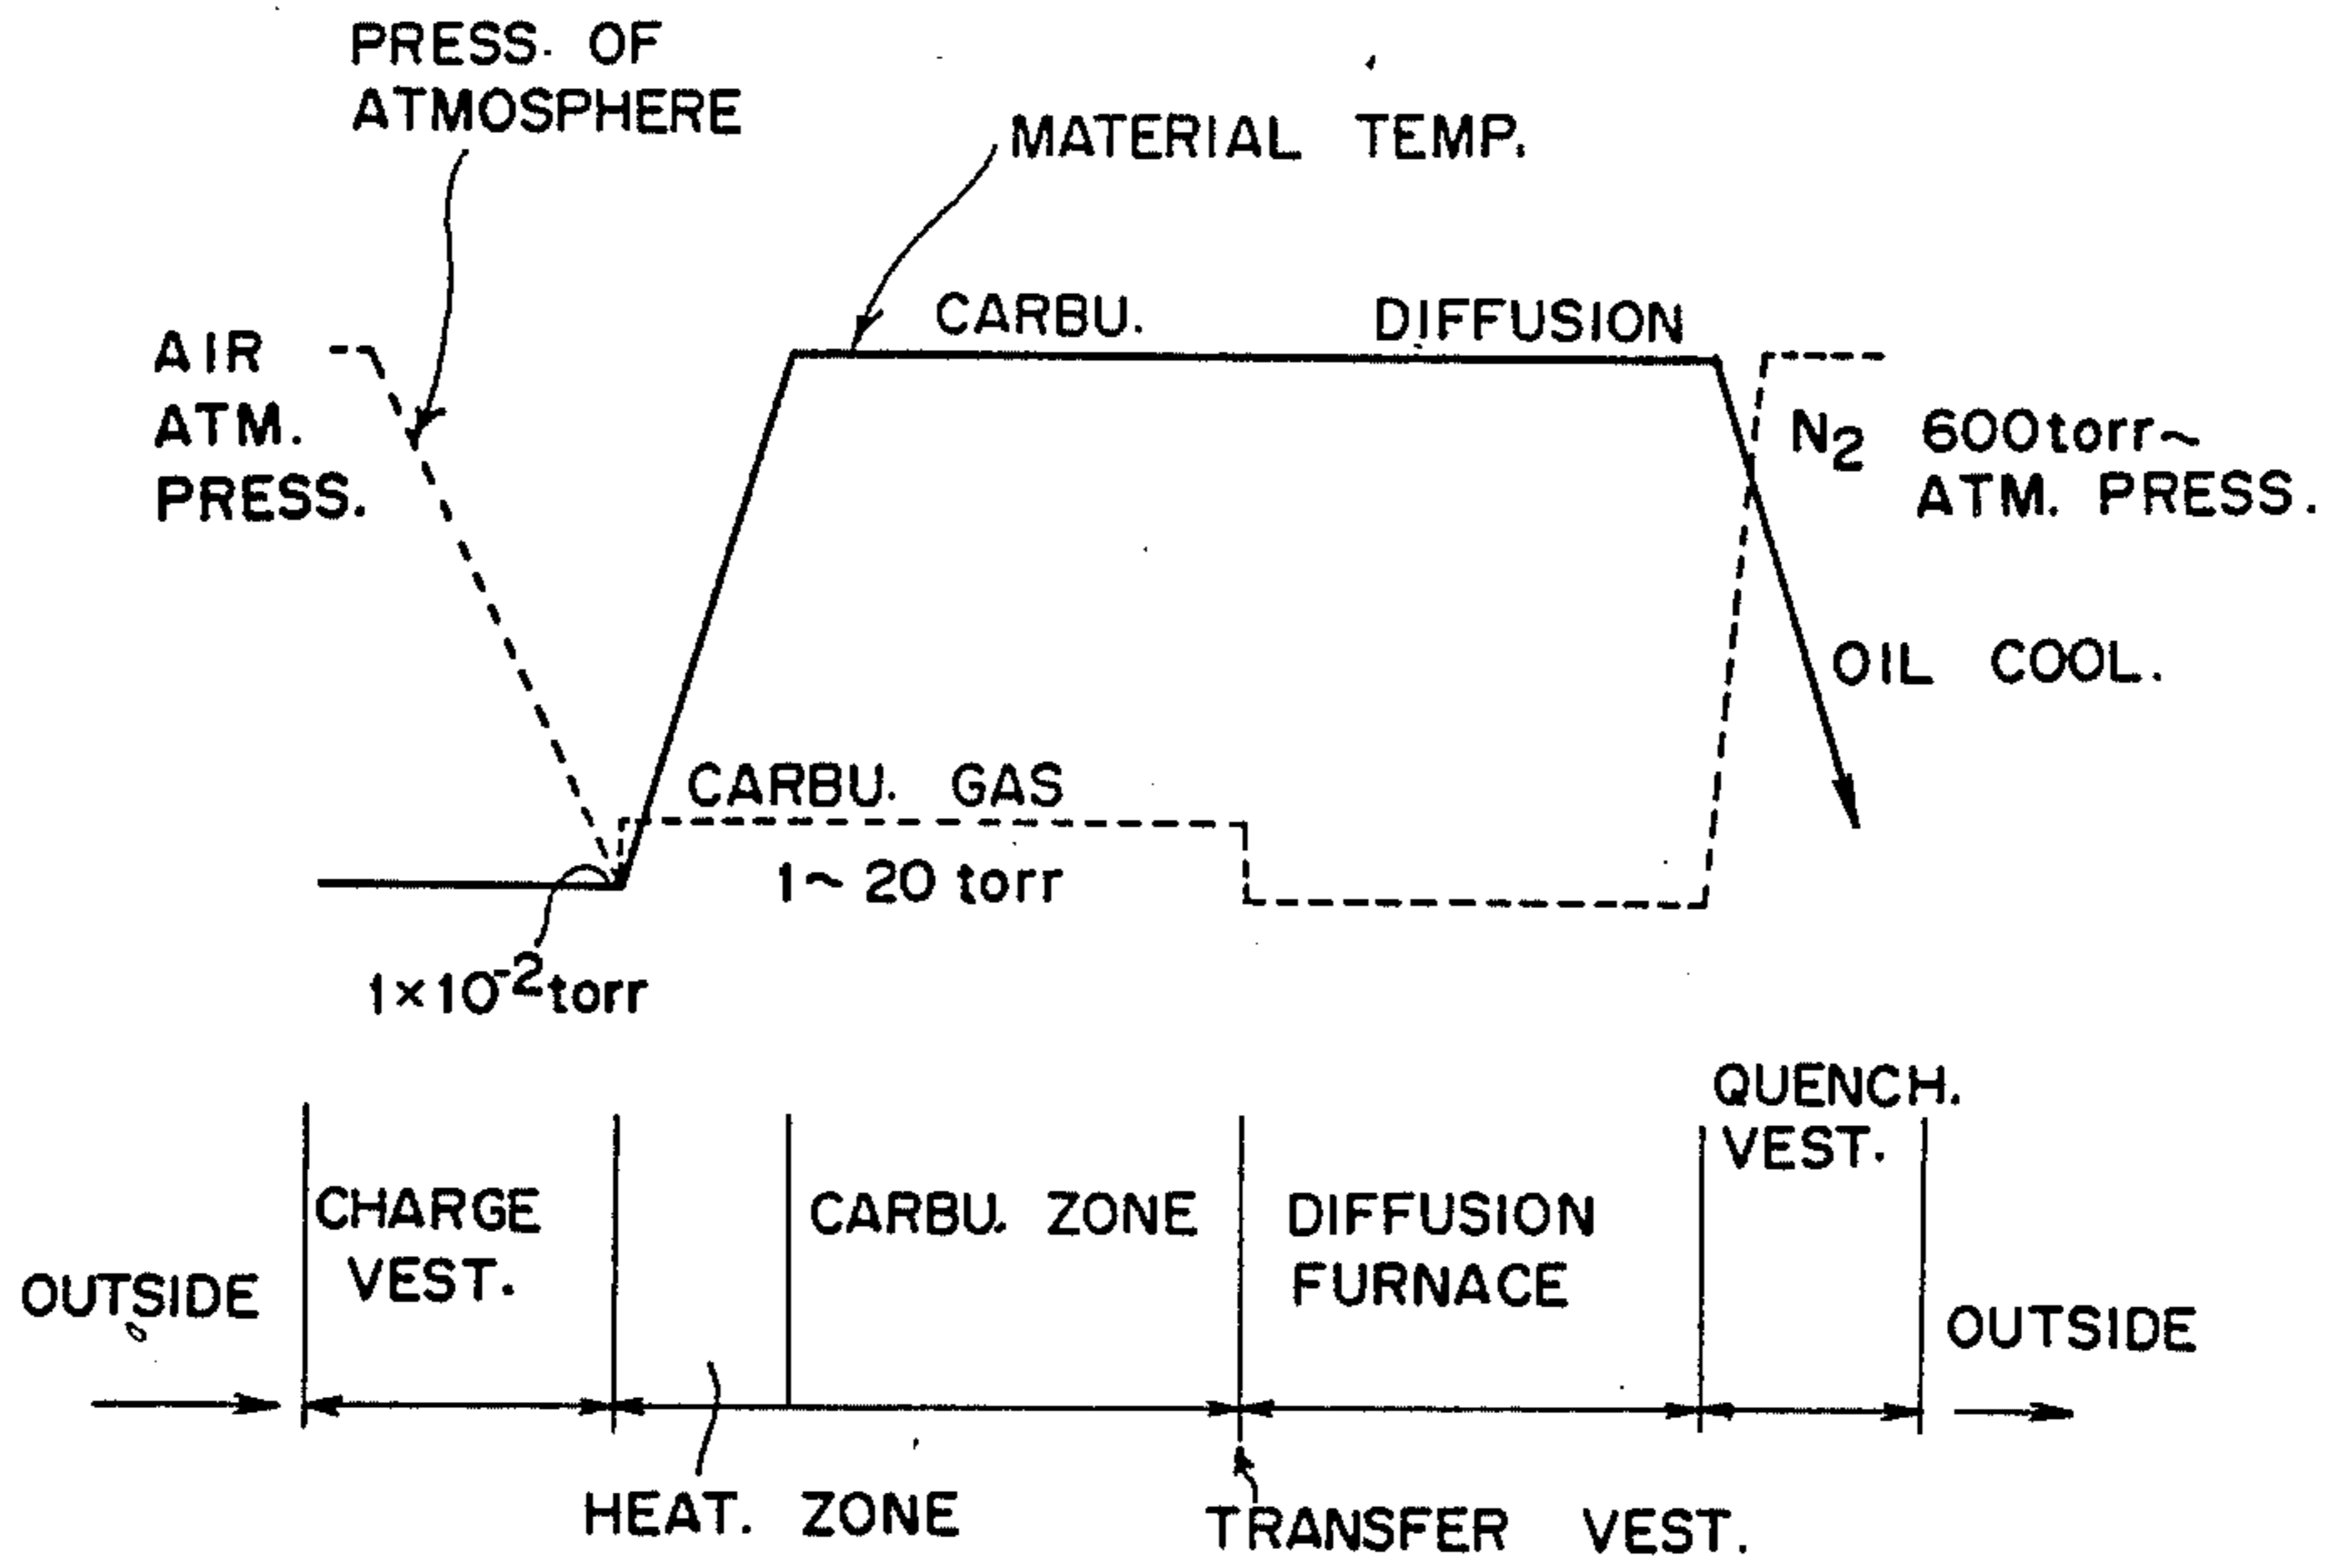 PRESS. OF
ATMOSPHERE
MATERIAL TEMP.
CARBU.
DIFFUSION
AIR
ATM.
PRESS.
N2 600torr~
ATM. PRESS.
OIL COOL.
CARBU. GAS
1~20 torr
1×10-2torr
QUENCH.
VEST.
CHARGE
VEST.
CARBU. ZONE
DIFFUSION
FURNACE
OUTSIDE
OUTSIDE
HEAT. ZONE
TRANSFER VEST.